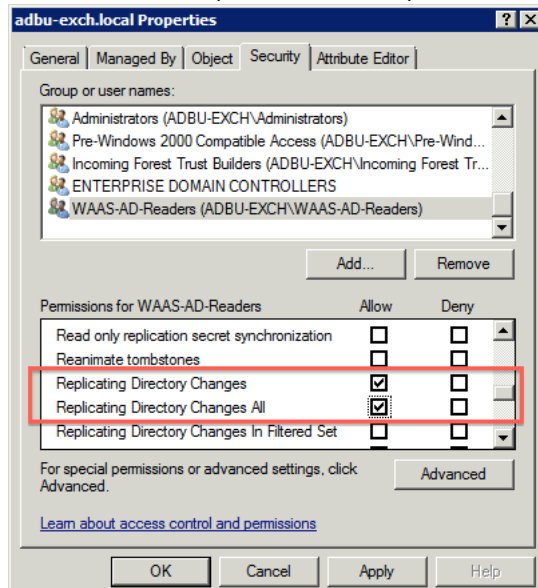 adbu-exch.local Properties
General Managed By Object Security Attribute Editor
Group or user names:
Administrators (ADBU-EXCH\Administrators)
Pre-Windows 2000 Compatible Access (ADBU-EXCH\Pre-Wind...
Incoming Forest Trust Builders (ADBU-EXCH\Incoming Forest Tr...
ENTERPRISE DOMAIN CONTROLLERS
WAAS-AD-Readers (ADBU-EXCH\WAAS-AD-Readers)
Add... Remove
Permissions for WAAS-AD-Readers Allow Deny
Read only replication secret synchronization
Reanimate tombstones
Replicating Directory Changes
Replicating Directory Changes All
Replicating Directory Changes In Filtered Set
For special permissions or advanced settings, click
Advanced.
Advanced
Learn about access control and permissions
OK Cancel Apply Help